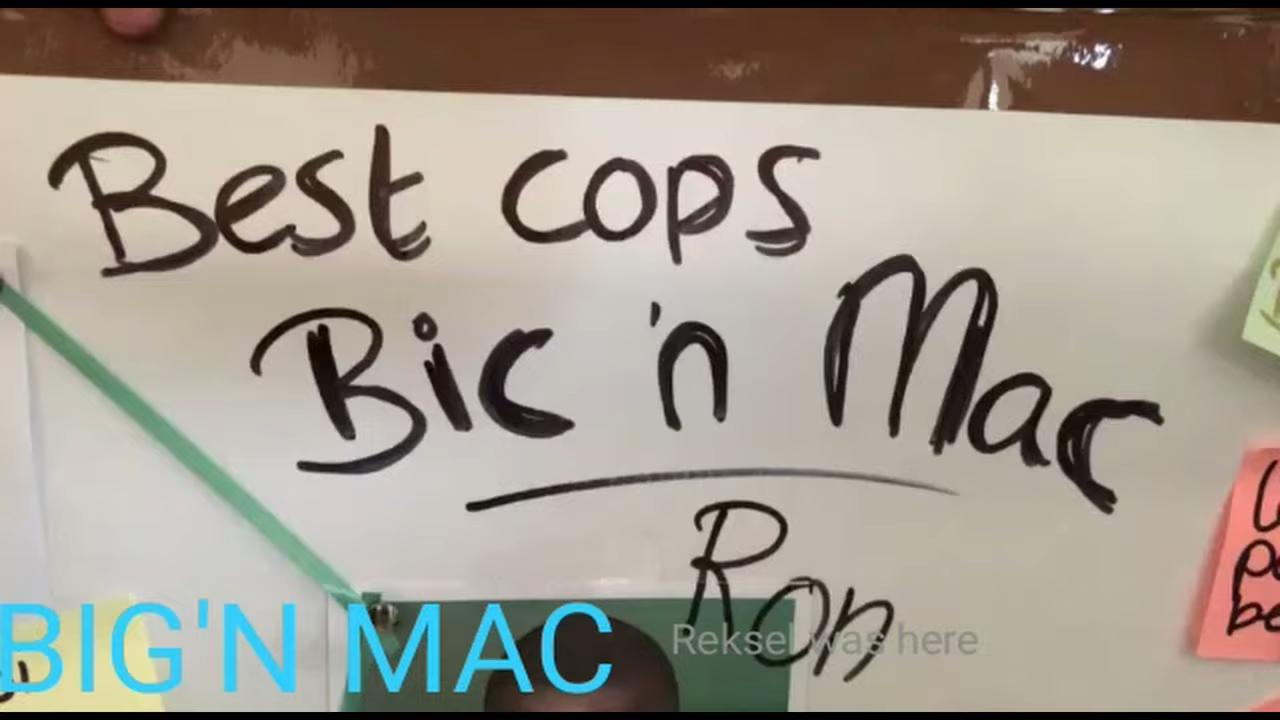 Best cops
Bic 'n Mac
Ron
BIG'N MAC
Reksel was here